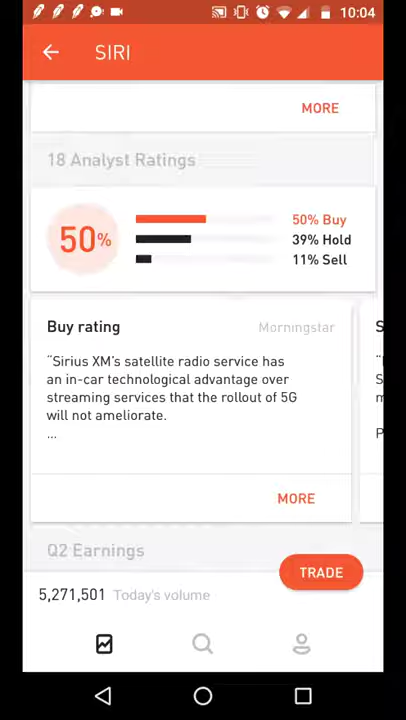 10:04
SIRI
MORE
18 Analyst Ratings
50%
50% Buy
39% Hold
11% Sell
Buy rating
Morningstar
“Sirius XM's satellite radio service has
an in-car technological advantage over
streaming services that the rollout of 5G
will not ameliorate.
...
MORE
Q2 Earnings
TRADE
5,271,501 Today's volume